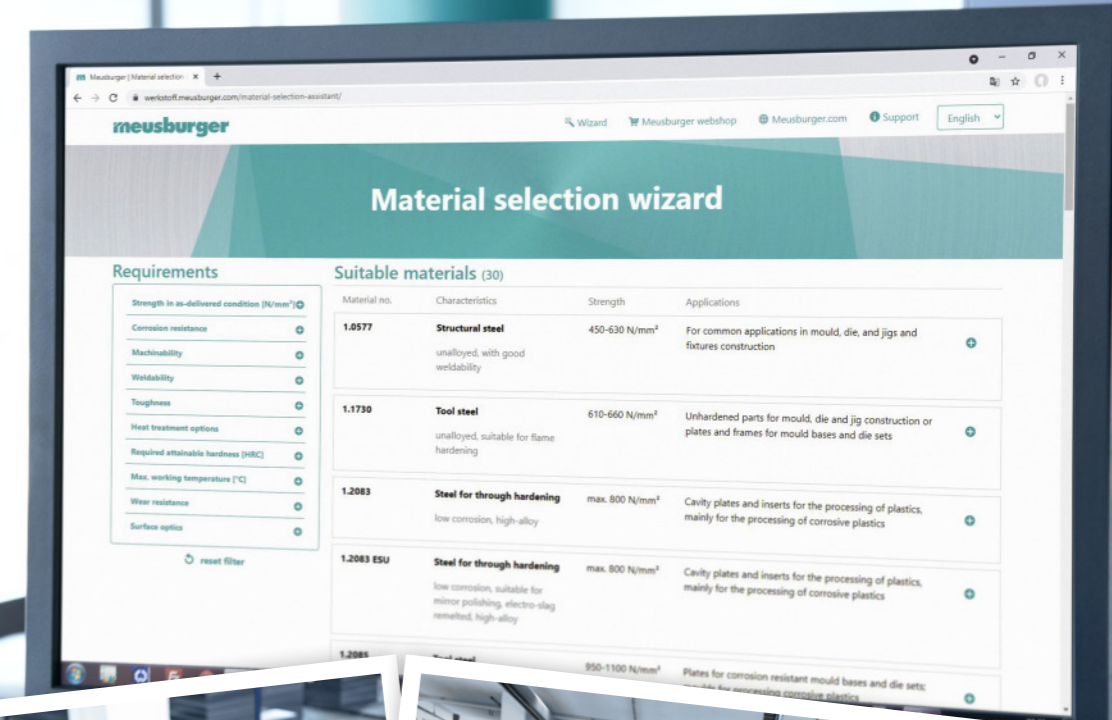 Meusburger | Material selection
werkstoff.meusburger.com/material-selection-assistant/
meusburger
Wizard
Meusburger webshop
Meusburger.com
Support
English
Material selection wizard
Requirements
Strength in as-delivered condition (N/mm²)
Corrosion resistance
Machinability
Weldability
Toughness
Heat treatment options
Required attainable hardness (HRC)
Max. working temperature (°C)
Wear resistance
Surface optics
reset filter
Suitable materials (30)
Material no. Characteristics Strength Applications
1.0577 Structural steel 450-630 N/mm² For common applications in mould, die, and jigs and
fixtures construction
unalloyed, with good
weldability
1.1730 Tool steel 610-660 N/mm² Unhardened parts for mould, die and jig construction or
plates and frames for mould bases and die sets
unalloyed, suitable for flame
hardening
1.2083 Steel for through hardening max. 800 N/mm² Cavity plates and inserts for the processing of plastics,
mainly for the processing of corrosive plastics
low corrosion, high-alloy
1.2083 ESU Steel for through hardening max. 800 N/mm² Cavity plates and inserts for the processing of plastics,
mainly for the processing of corrosive plastics
low corrosion, suitable for
mirror polishing, electro-slag
remelted, high-alloy
1.2085 Tool steel 950-1100 N/mm² Plates for corrosion resistant mould bases and die sets;
for processing corrosive plastics